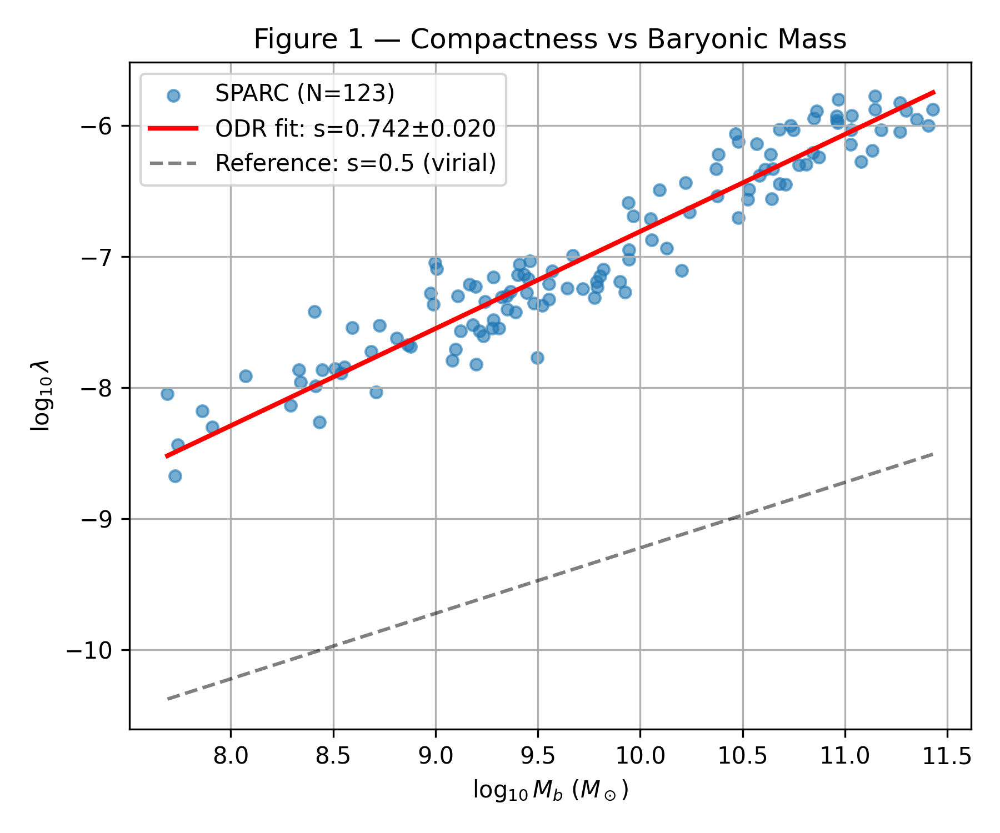 Figure 1 — Compactness vs Baryonic Mass
SPARC (N=123)
ODR fit: s=0.742±0.020
Reference: s=0.5 (virial)
−6
−7
−8
−9
−10
log₁₀ λ
8.0 8.5 9.0 9.5 10.0 10.5 11.0 11.5
log₁₀ M_b (M_⊙)